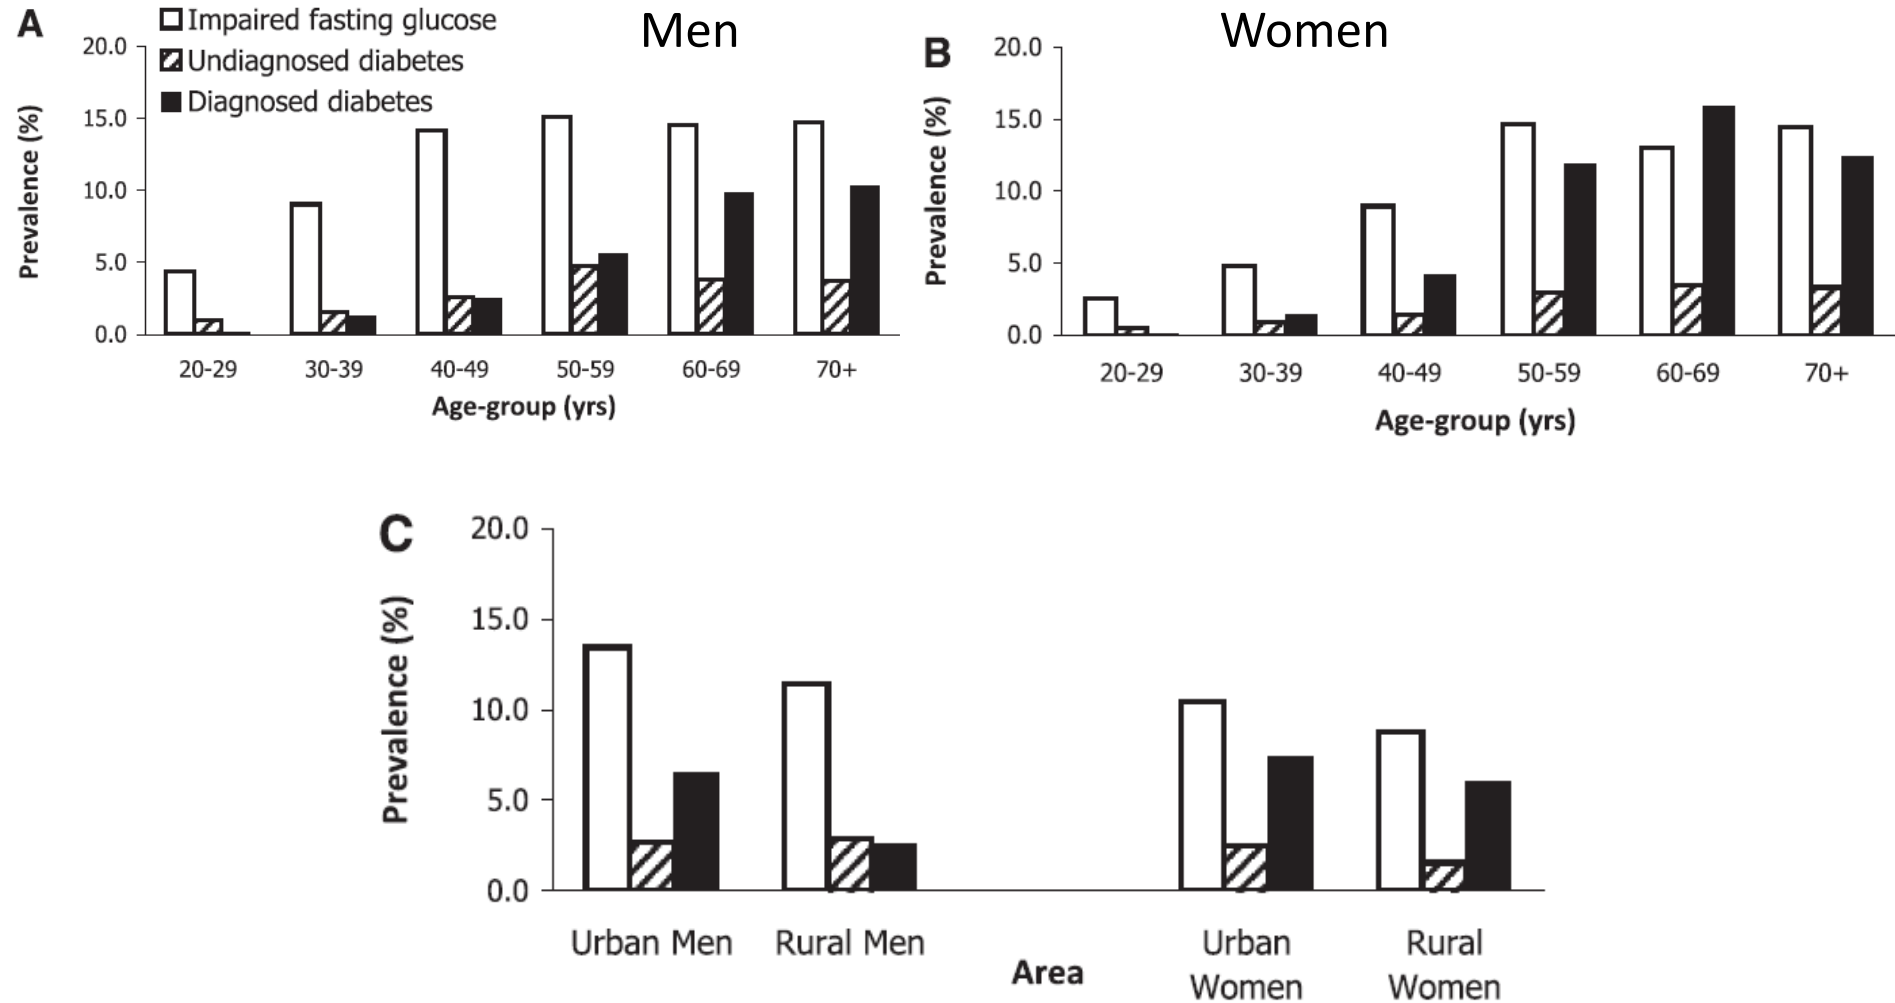 A
Impaired fasting glucose
Undiagnosed diabetes
Diagnosed diabetes
Men
20.0
15.0
10.0
5.0
0.0
Prevalence (%)
20-29 30-39 40-49 50-59 60-69 70+
Age-group (yrs)
B
Women
20.0
15.0
10.0
5.0
0.0
Prevalence (%)
20-29 30-39 40-49 50-59 60-69 70+
Age-group (yrs)
C
20.0
15.0
10.0
5.0
0.0
Prevalence (%)
Urban Men Rural Men Urban Women Rural Women
Area